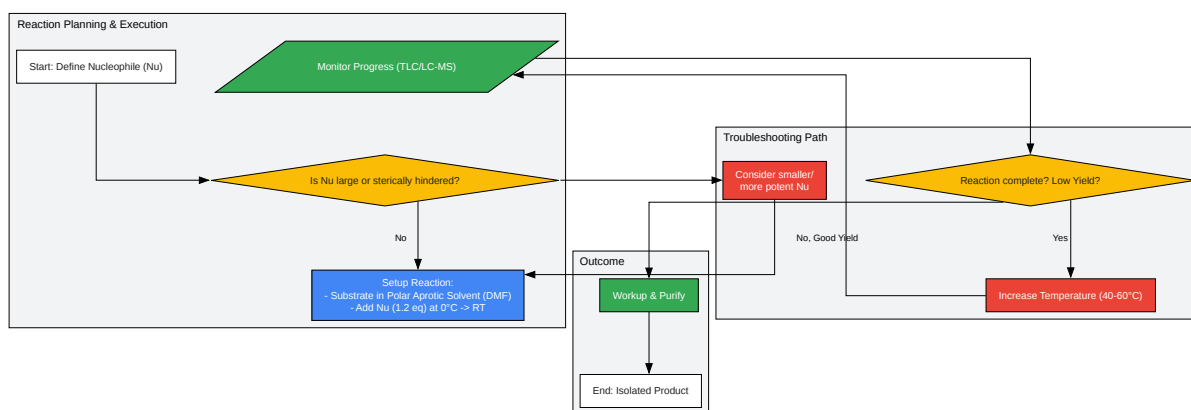 Reaction Planning & Execution
Start: Define Nucleophile (Nu)
Monitor Progress (TLC/LC-MS)
Troubleshooting Path
Is Nu large or sterically hindered?
Consider smaller/
more potent Nu
Reaction complete? Low Yield?
No
No, Good Yield
Yes
Outcome
Setup Reaction:
- Substrate in Polar Aprotic Solvent (DMF)
- Add Nu (1.2 eq) at 0°C -> RT
Workup & Purify
Increase Temperature (40-60°C)
End: Isolated Product